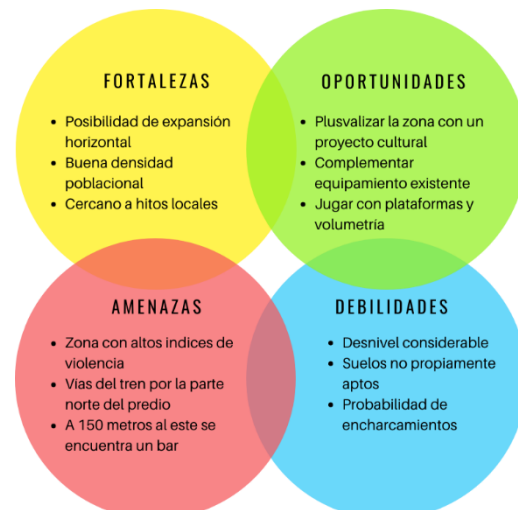 FORTALEZAS
• Posibilidad de expansión
horizontal
• Buena densidad
poblacional
• Cercano a hitos locales
OPORTUNIDADES
• Plusvalizar la zona con un
proyecto cultural
• Complementar
equipamiento existente
• Jugar con plataformas y
volumetría
AMENAZAS
• Zona con altos indices de
violencia
• Vías del tren por la parte
norte del predio
• A 150 metros al este se
encuentra un bar
DEBILIDADES
• Desnivel considerable
• Suelos no propiamente
aptos
• Probabilidad de
encharcamientos